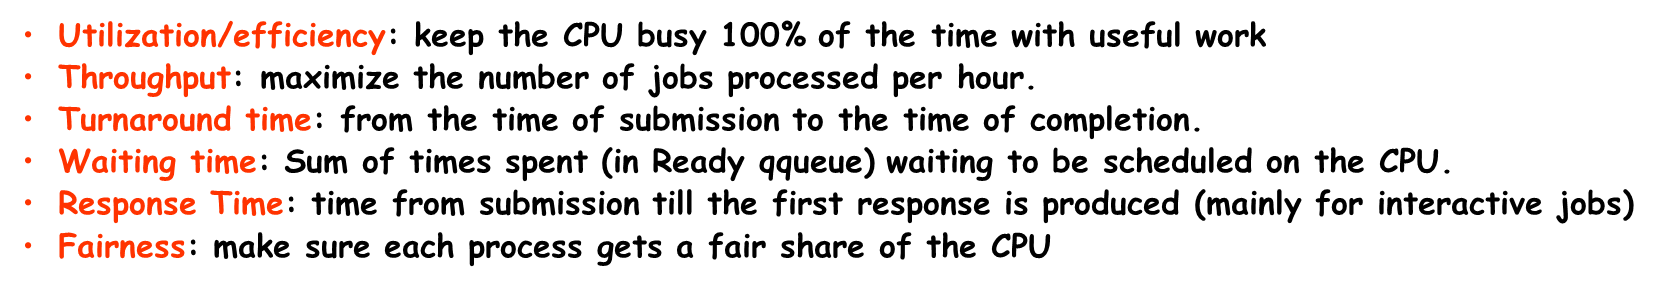 • Utilization/efficiency: keep the CPU busy 100% of the time with useful work
• Throughput: maximize the number of jobs processed per hour.
• Turnaround time: from the time of submission to the time of completion.
• Waiting time: Sum of times spent (in Ready qqueue) waiting to be scheduled on the CPU.
• Response Time: time from submission till the first response is produced (mainly for interactive jobs)
• Fairness: make sure each process gets a fair share of the CPU